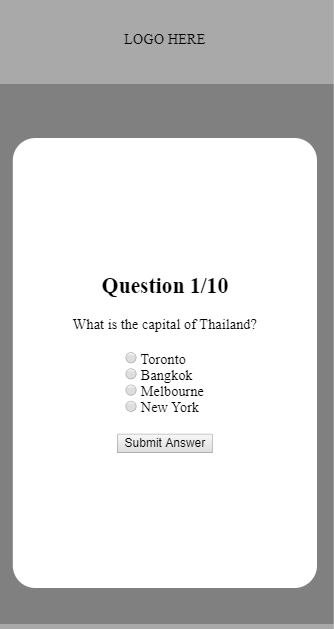 LOGO HERE
Question 1/10
What is the capital of Thailand?
Toronto
Bangkok
Melbourne
New York
Submit Answer